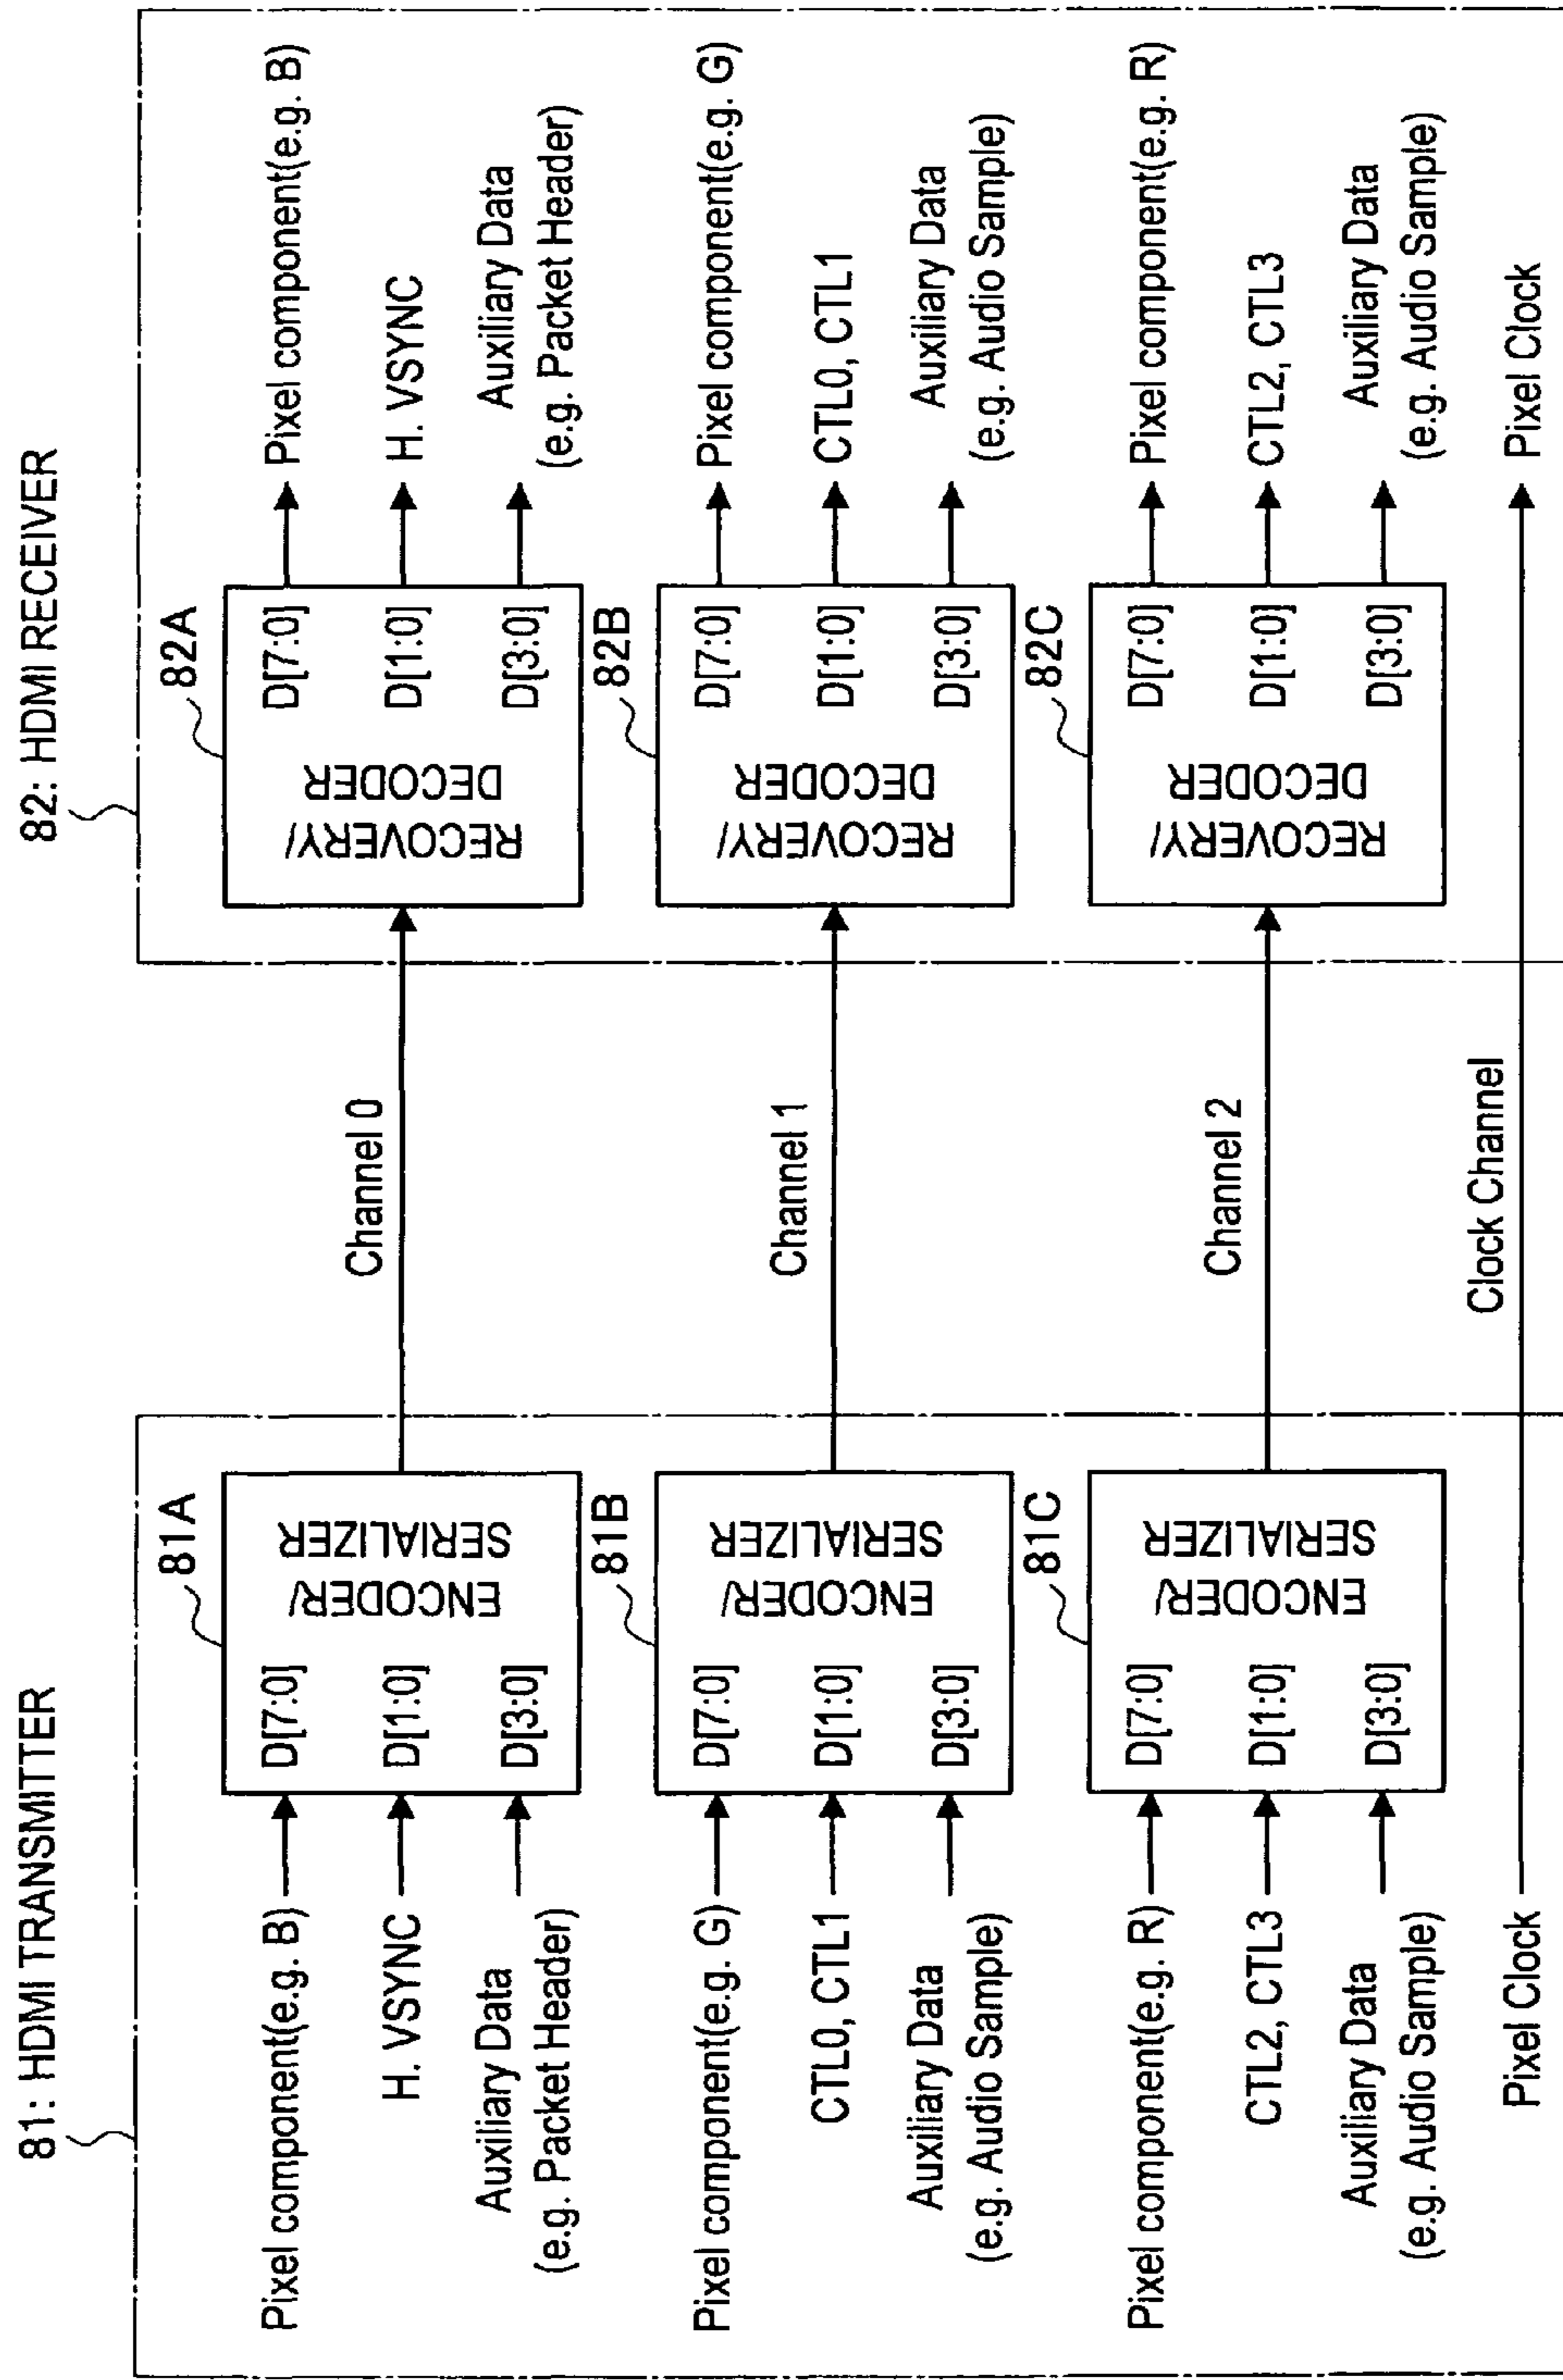 81: HDMI TRANSMITTER
Pixel component(e.g. B)
H. VSYNC
Auxiliary Data
(e.g. Packet Header)
81A
D[7:0]
D[1:0]
D[3:0]
ENCODER/
SERIALIZER
Pixel component(e.g. G)
CTL0, CTL1
Auxiliary Data
(e.g. Audio Sample)
81B
D[7:0]
D[1:0]
D[3:0]
ENCODER/
SERIALIZER
Pixel component(e.g. R)
CTL2, CTL3
Auxiliary Data
(e.g. Audio Sample)
81C
D[7:0]
D[1:0]
D[3:0]
ENCODER/
SERIALIZER
Pixel Clock
Channel 0
Channel 1
Channel 2
Clock Channel
82: HDMI RECEIVER
82A
RECOVERY/
DECODER
D[7:0]
D[1:0]
D[3:0]
Pixel component(e.g. B)
H. VSYNC
Auxiliary Data
(e.g. Packet Header)
82B
RECOVERY/
DECODER
D[7:0]
D[1:0]
D[3:0]
Pixel component(e.g. G)
CTL0, CTL1
Auxiliary Data
(e.g. Audio Sample)
82C
RECOVERY/
DECODER
D[7:0]
D[1:0]
D[3:0]
Pixel component(e.g. R)
CTL2, CTL3
Auxiliary Data
(e.g. Audio Sample)
Pixel Clock